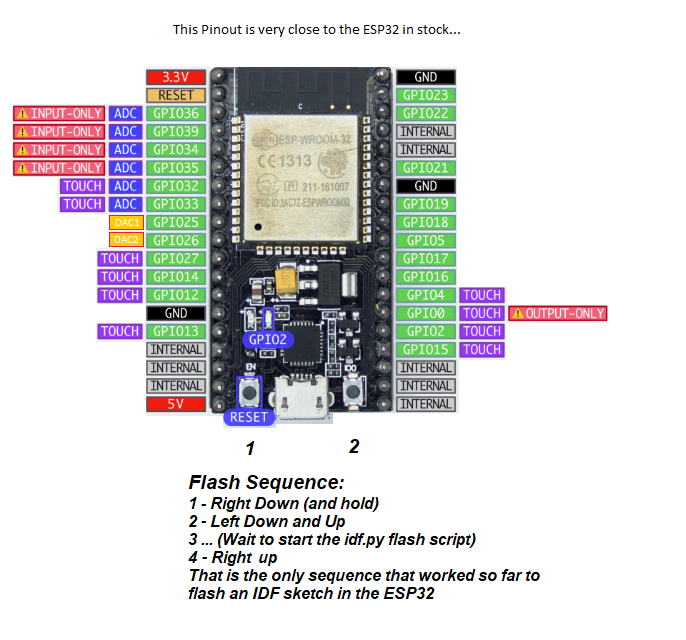 This Pinout is very close to the ESP32 in stock...
3.3V GND
RESET GPIO23
INPUT-ONLY ADC GPIO36 GPIO22
INPUT-ONLY ADC GPIO39 INTERNAL
INPUT-ONLY ADC GPIO34 INTERNAL
INPUT-ONLY ADC GPIO35 GPIO21
TOUCH ADC GPIO32 GND
TOUCH ADC GPIO33 GPIO19
DAC1 GPIO25 GPIO18
DAC2 GPIO26 GPIO5
TOUCH GPIO27 GPIO17
TOUCH GPIO14 GPIO16
TOUCH GPIO12 GPIO4 TOUCH
GND GPIO0 TOUCH OUTPUT-ONLY
TOUCH GPIO13 GPIO2 TOUCH
INTERNAL GPIO15 TOUCH
INTERNAL INTERNAL
INTERNAL INTERNAL
5V INTERNAL
ESP-WROOM-32
CE1313
R 211-161007
FCC ID:2AC7Z-ESPWROOM32
GPIO2
EN IO0
RESET
1 2
Flash Sequence:
1 - Right Down (and hold)
2 - Left Down and Up
3 ... (Wait to start the idf.py flash script)
4 - Right up
That is the only sequence that worked so far to
flash an IDF sketch in the ESP32